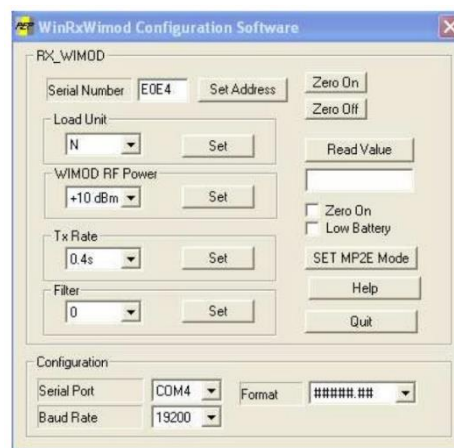 PEP WinRxWimod Configuration Software
RX_WIMOD
Serial Number E0E4 Set Address
Zero On
Zero Off
Load Unit
N Set
Read Value
WIMOD RF Power
+10 dBm Set
Zero On
Low Battery
Tx Rate
0.4s Set
SET MP2E Mode
Filter
0 Set
Help
Quit
Configuration
Serial Port COM4 Format #####.##
Baud Rate 19200